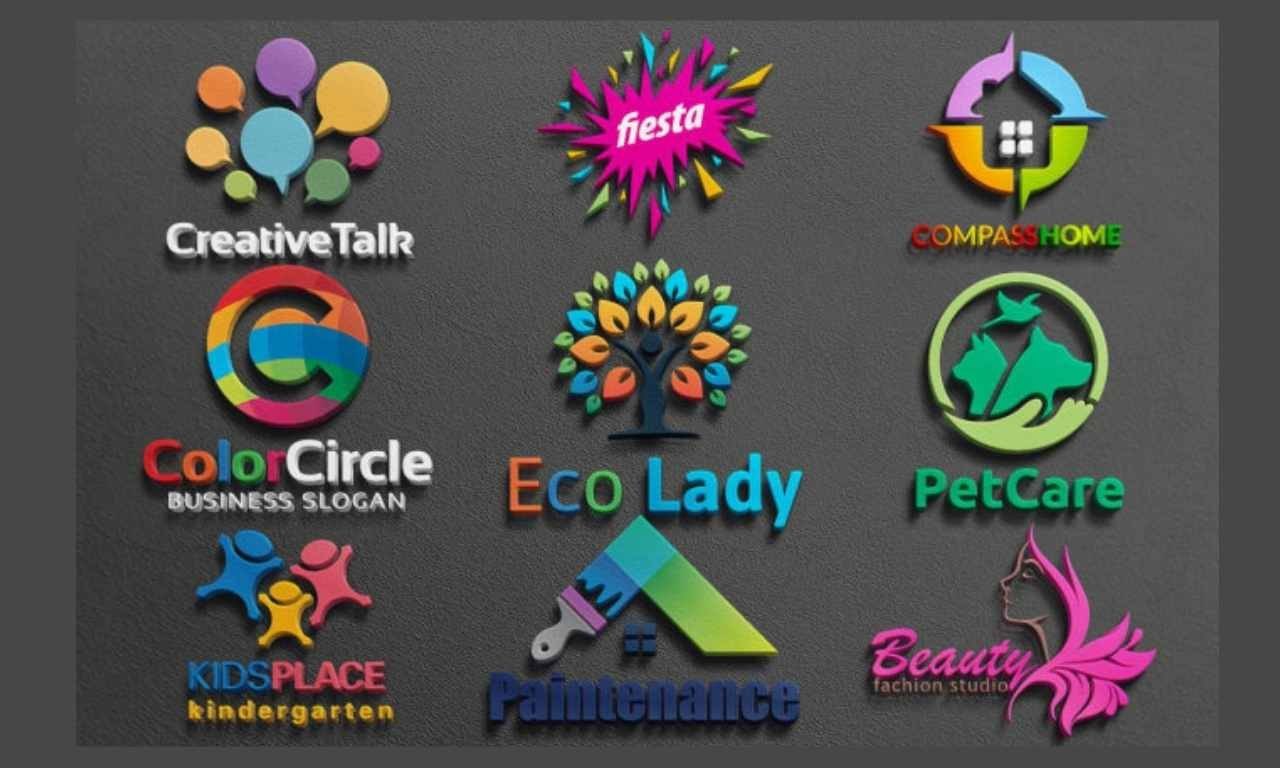 CreativeTalk
fiesta
COMPASSHOME
ColorCircle
BUSINESS SLOGAN
Eco Lady
PetCare
KIDSPLACE
kindergarten
Paintenance
Beauty
fachion studio